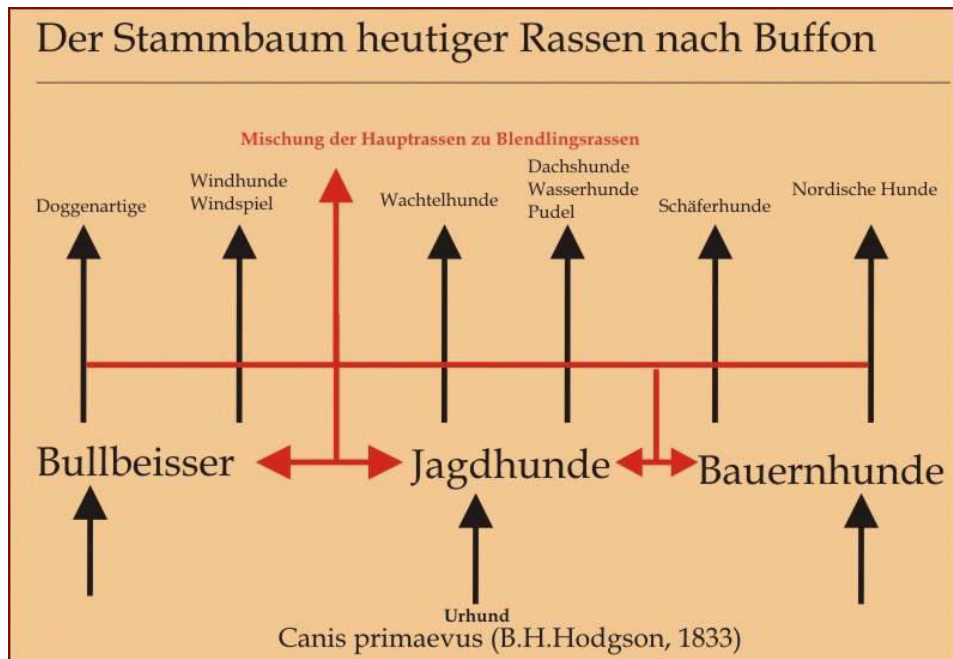 Der Stammbaum heutiger Rassen nach Buffon
Mischung der Hauptrassen zu Blendlingsrassen
Doggenartige
Windhunde
Windspiel
Wachtelhunde
Dachshunde
Wasserhunde
Pudel
Schäferhunde
Nordische Hunde
Bullbeisser
Jagdhunde
Bauernhunde
Urhund
Canis primaevus (B.H.Hodgson, 1833)